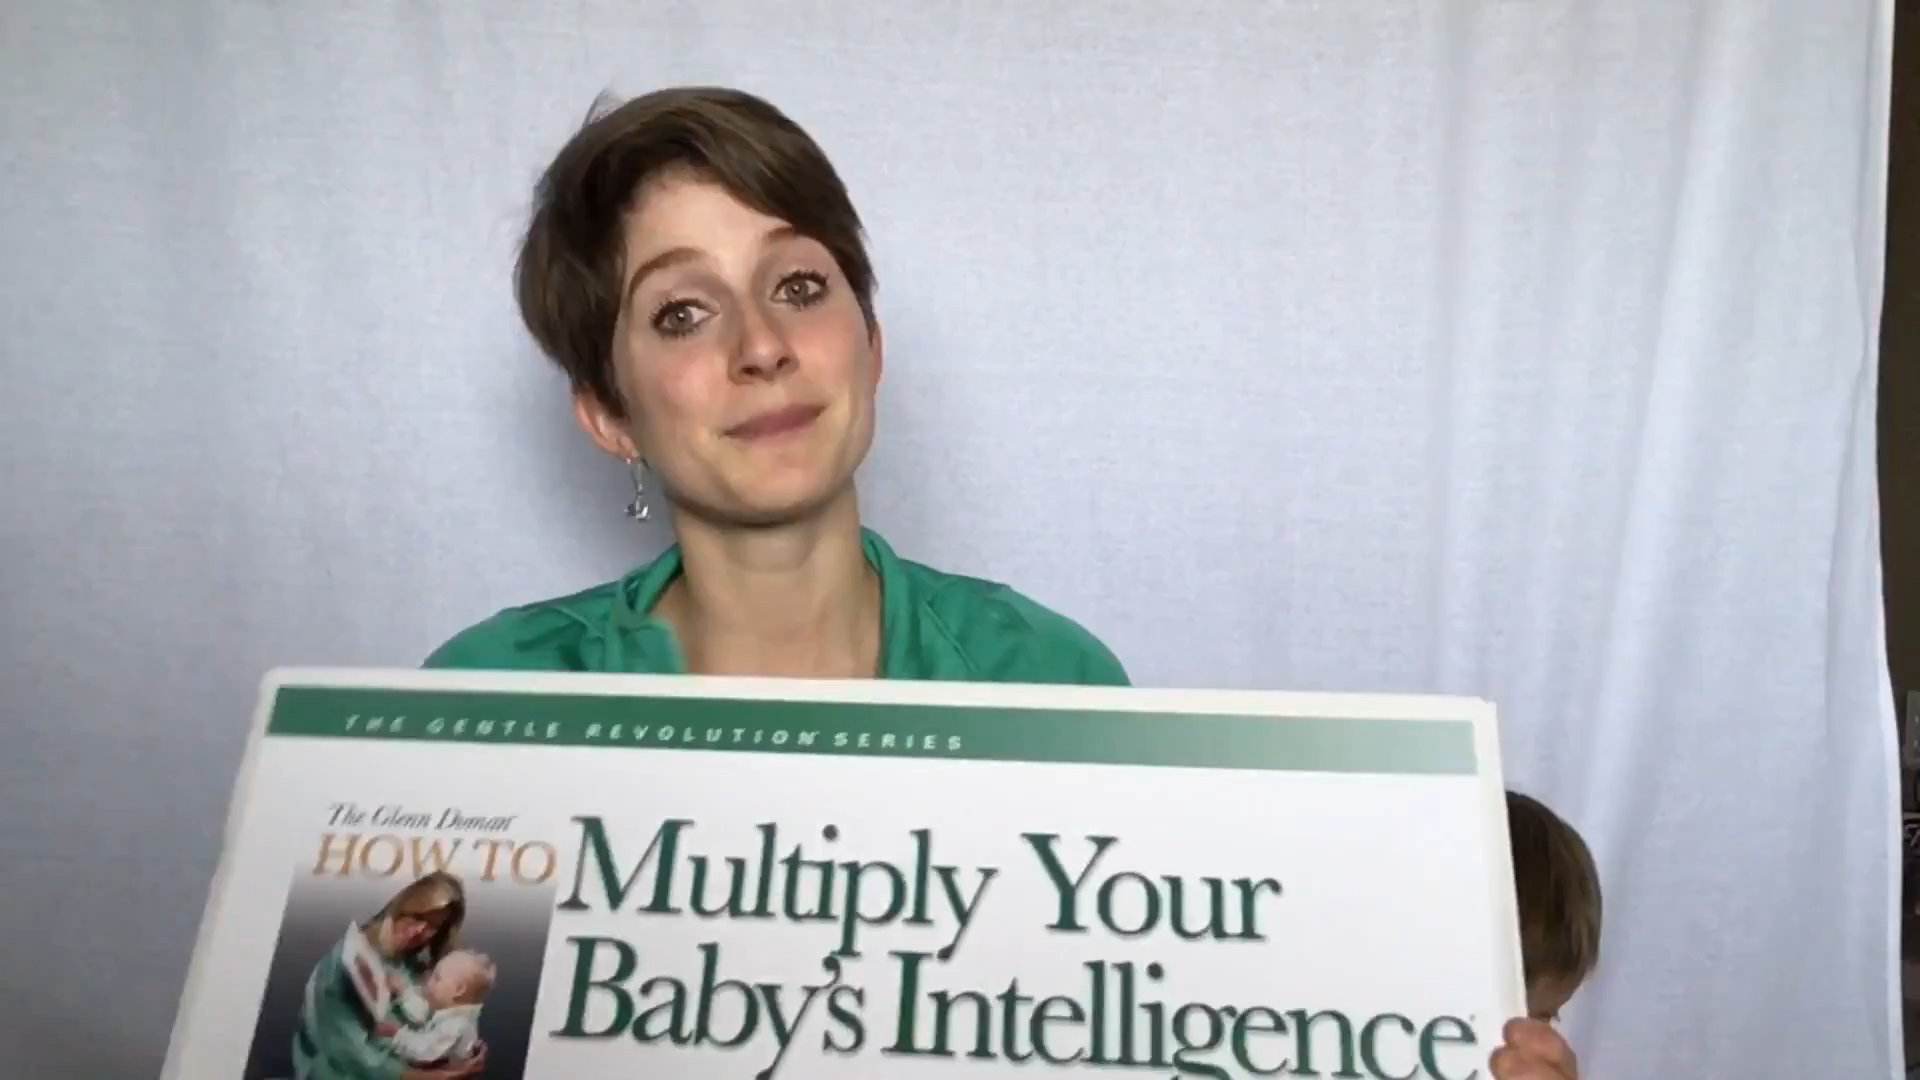 THE GENTLE REVOLUTION SERIES
The Glenn Doman
HOW TO
Multiply Your
Baby's Intelligence